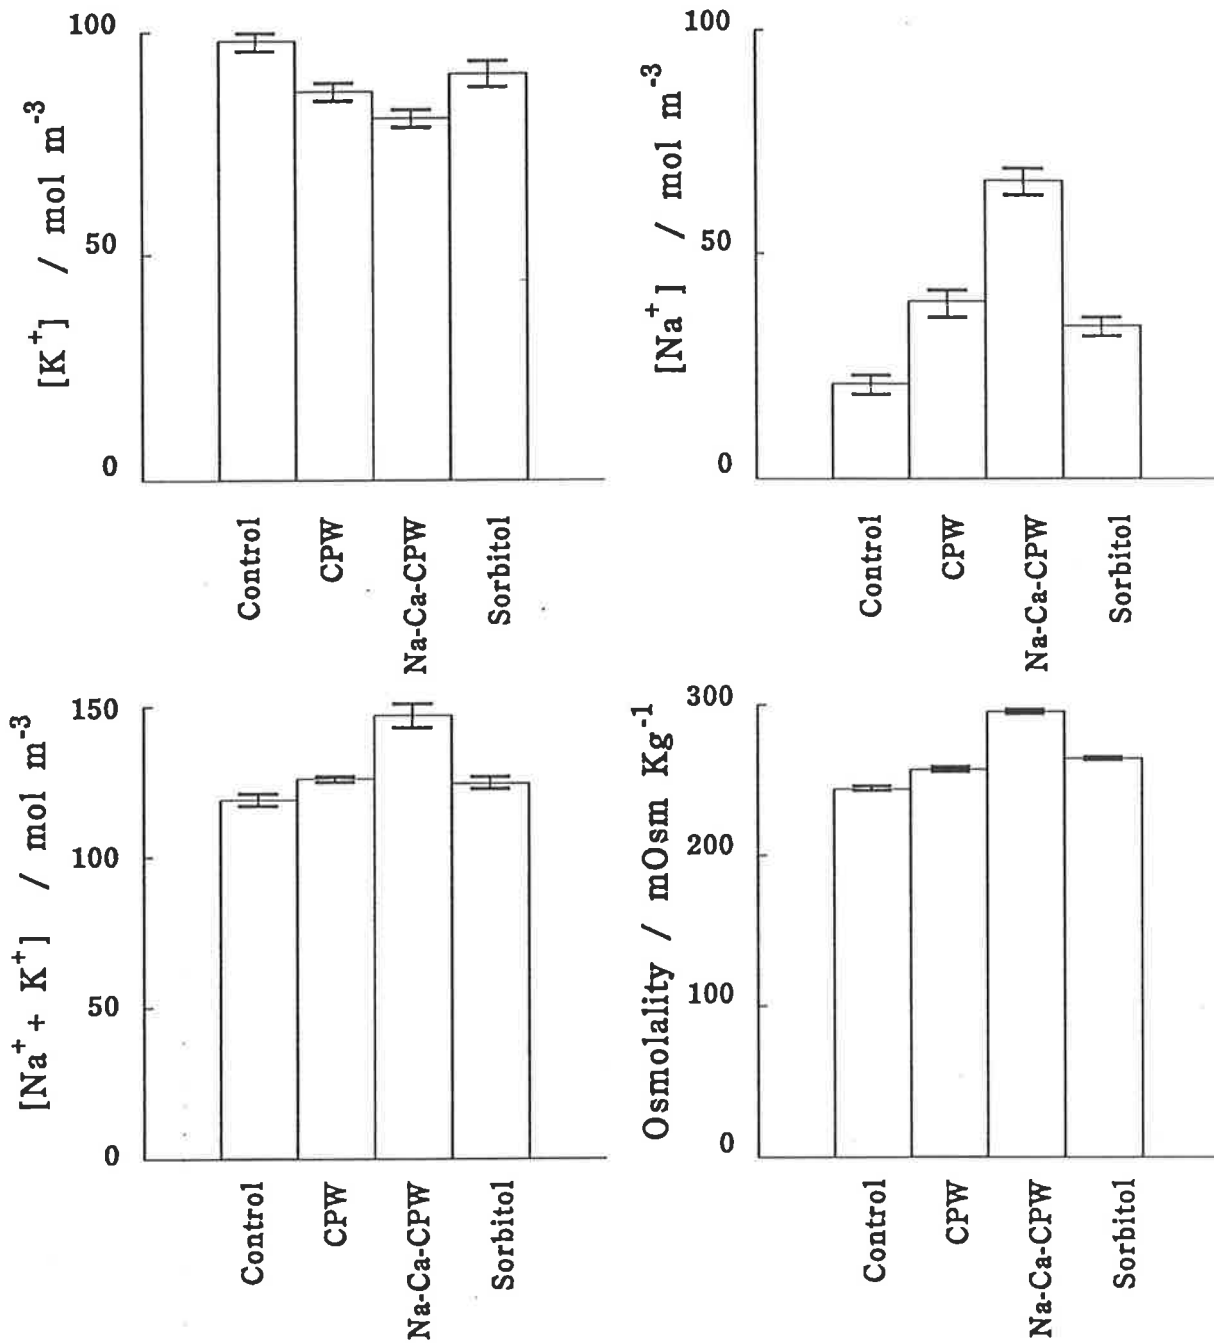 [K⁺] / mol m⁻³
100
50
0
Control
CPW
Na-Ca-CPW
Sorbitol
[Na⁺] / mol m⁻³
100
50
0
Control
CPW
Na-Ca-CPW
Sorbitol
[Na⁺ + K⁺] / mol m⁻³
150
100
50
0
Control
CPW
Na-Ca-CPW
Sorbitol
Osmolality / mOsm Kg⁻¹
300
200
100
0
Control
CPW
Na-Ca-CPW
Sorbitol